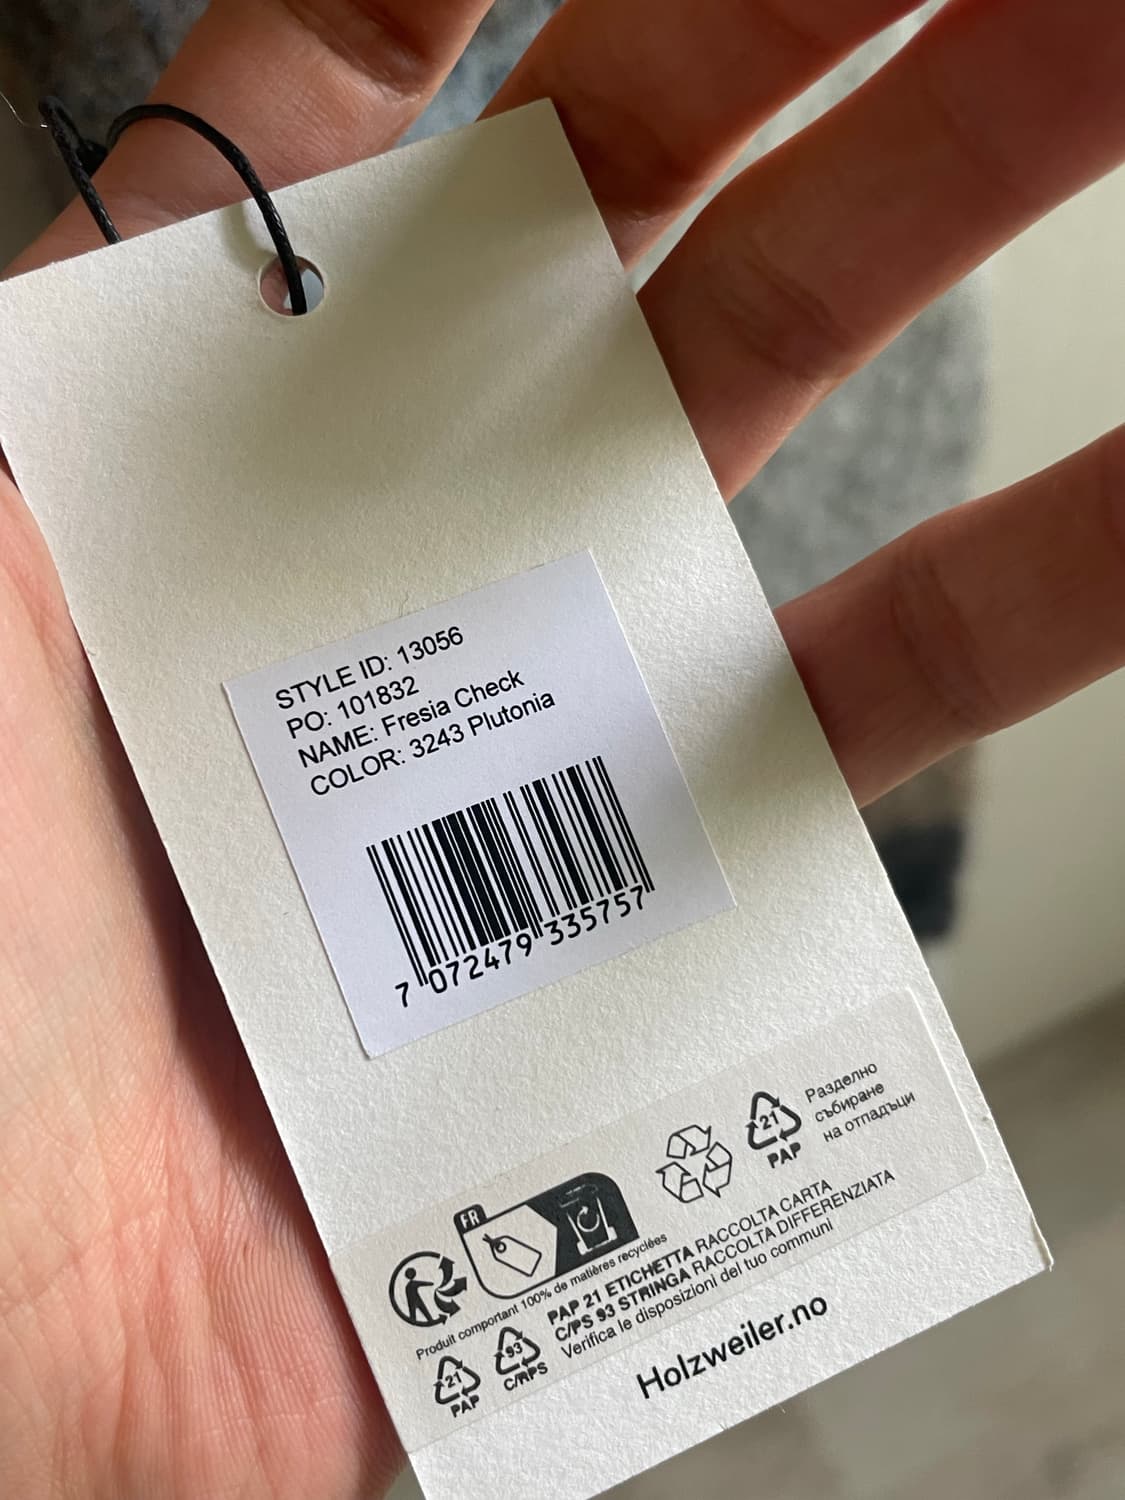 STYLE ID: 13056
PO: 101832
NAME: Fresia Check
COLOR: 3243 Plutonia
7 072479 335757
21
PAP
Разделно
събиране
на отпадъци
FR
Produit comportant 100% de matières recyclées
21
PAP
93
C/PPS
PAP 21 ETICHETTA RACCOLTA CARTA
C/PS 93 STRINGA RACCOLTA DIFFERENZIATA
Verifica le disposizioni del tuo communi
Holzweiler.no